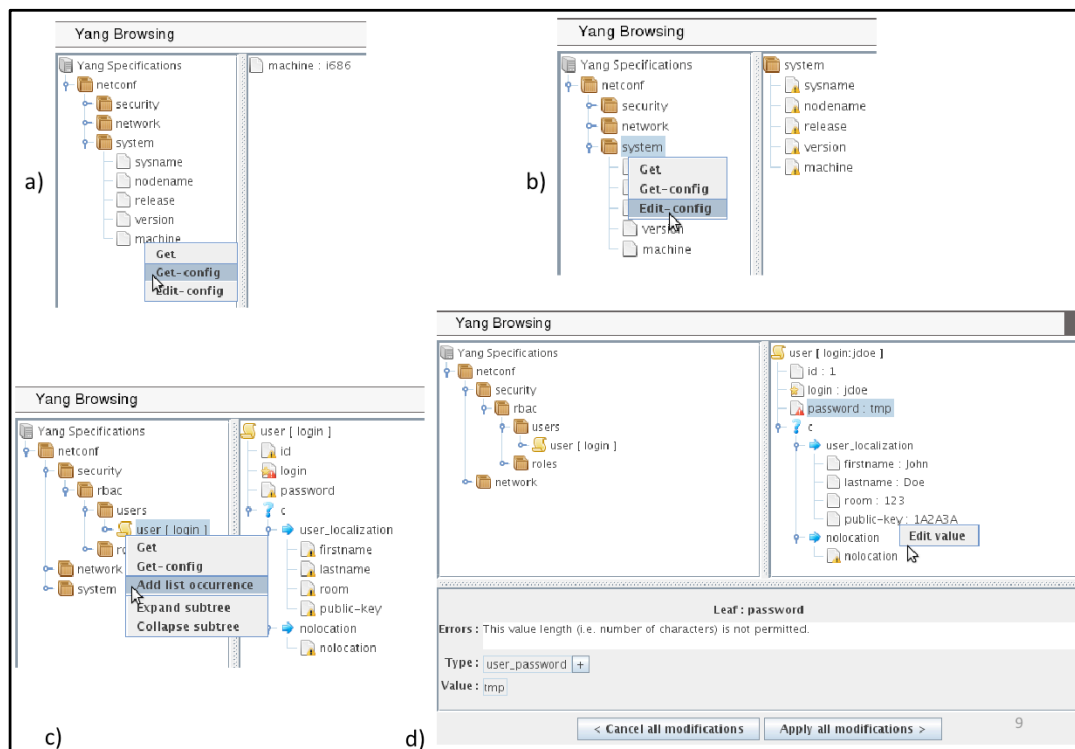 Yang Browsing
Yang Specifications
netconf
security
network
system
sysname
nodename
release
version
machine
Get
Get-config
Edit-config
machine : i686
a)
Yang Browsing
Yang Specifications
netconf
security
network
system
Get
Get-config
Edit-config
version
machine
system
sysname
nodename
release
version
machine
b)
Yang Browsing
Yang Specifications
netconf
security
rbac
users
user [ login ]
ro
network
system
Get
Get-config
Add list occurrence
Expand subtree
Collapse subtree
user [ login ]
id
login
password
c
user_localization
firstname
lastname
room
public-key
nolocation
nolocation
c)
Yang Browsing
Yang Specifications
netconf
security
rbac
users
user [ login ]
roles
network
user [ login:jdoe ]
id : 1
login : jdoe
password : tmp
c
user_localization
firstname : John
lastname : Doe
room : 123
public-key : 1A2A3A
nolocation
nolocation
Edit value
Leaf : password
Errors : This value length (i.e. number of characters) is not permitted.
Type : user_password +
Value : tmp
< Cancel all modifications Apply all modifications >
d)
9